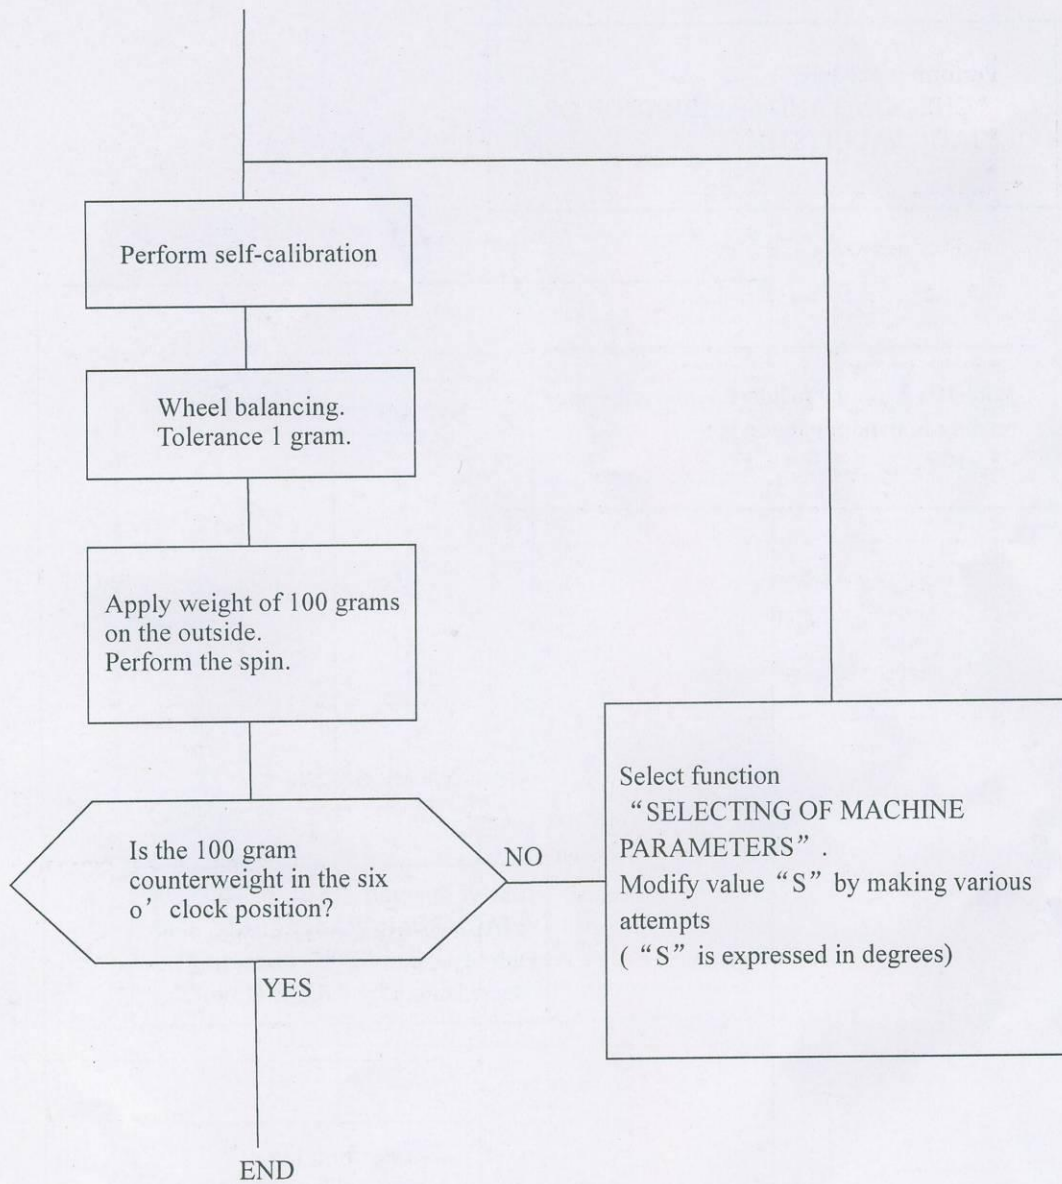 Perform self-calibration
Wheel balancing.
Tolerance 1 gram.
Apply weight of 100 grams
on the outside.
Perform the spin.
Is the 100 gram
counterweight in the six
o’ clock position?
NO
YES
Select function
“SELECTING OF MACHINE
PARAMETERS” .
Modify value “S” by making various
attempts
( “S” is expressed in degrees)
END